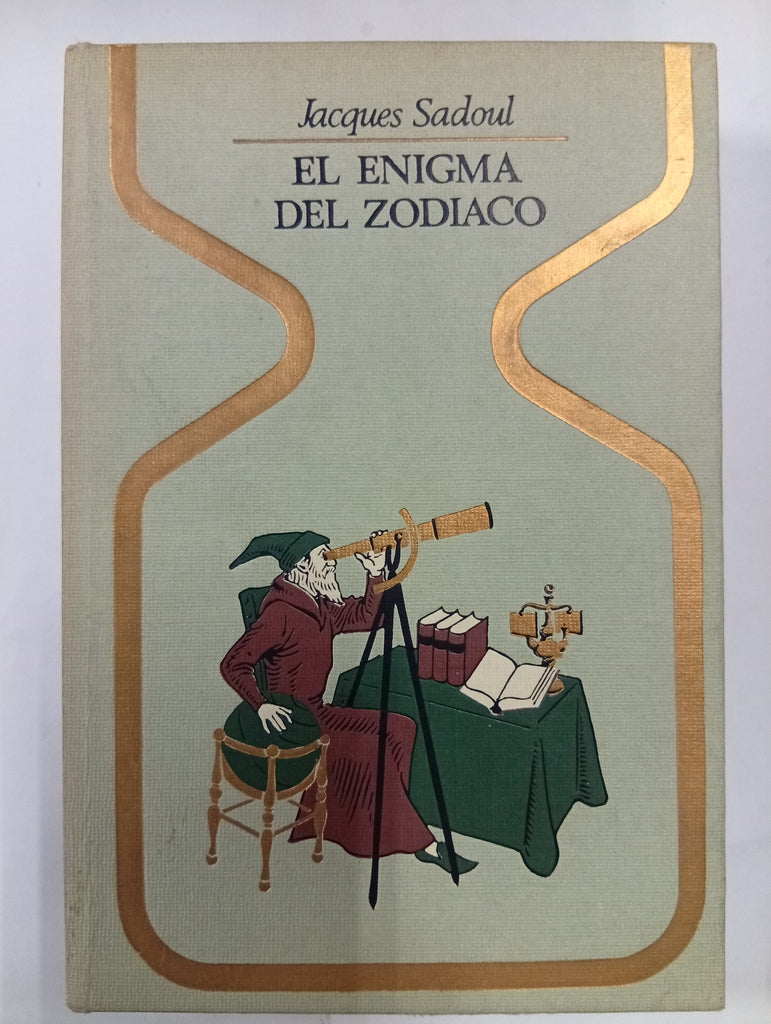 Jacques Sadoul
EL ENIGMA
DEL ZODIACO